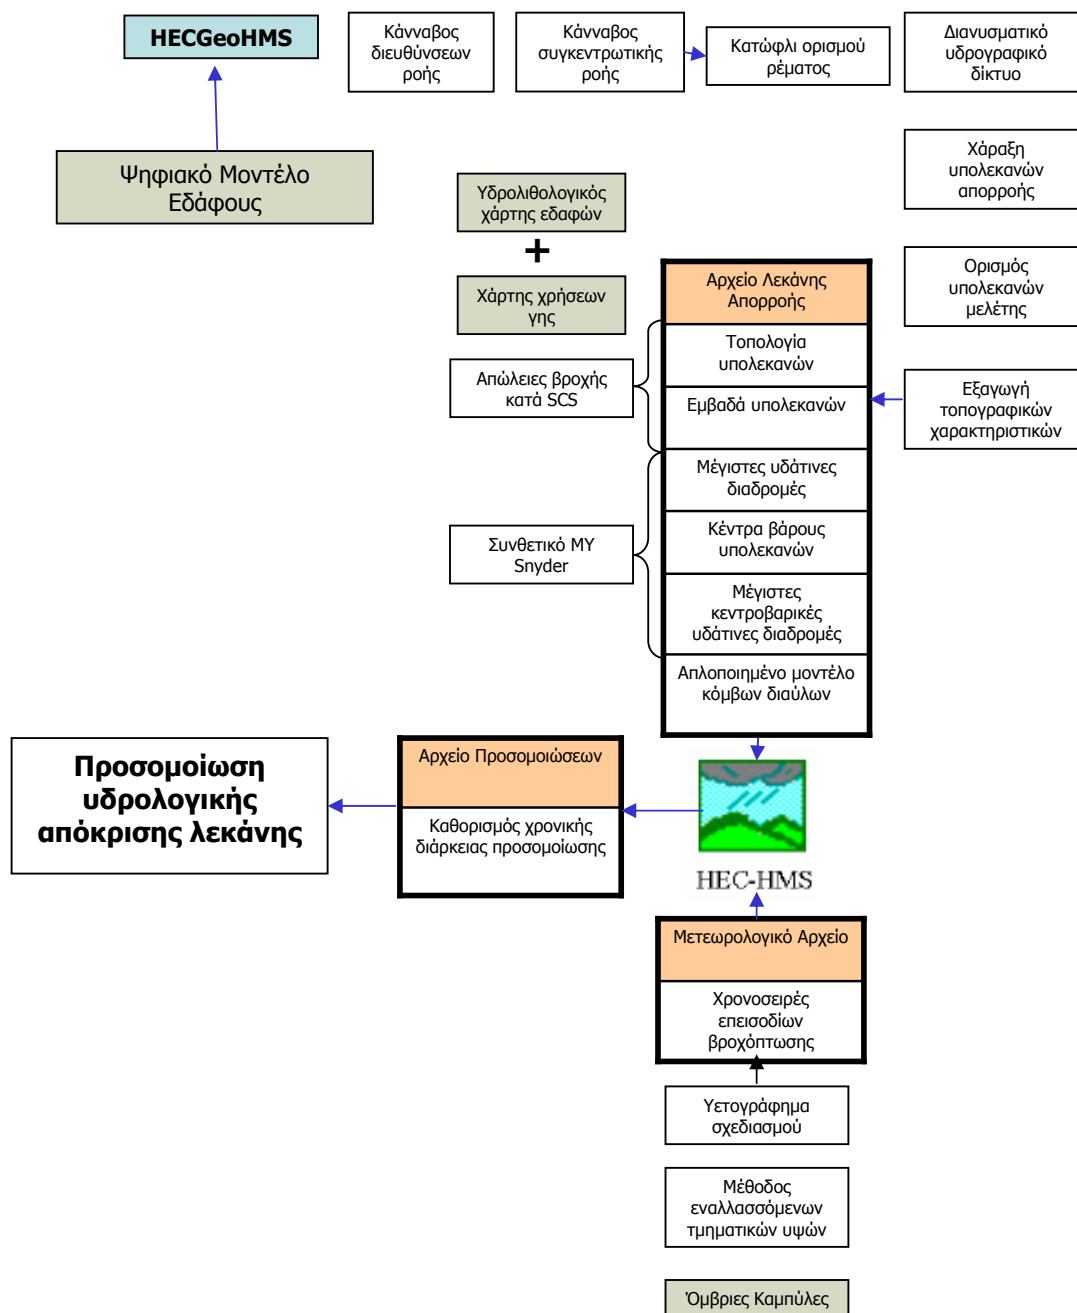 HECGeoHMS
Κάνναβος
διευθύνσεων
ροής
Κάνναβος
συγκεντρωτικής
ροής
Κατώφλι ορισμού
ρέματος
Διανυσματικό
υδρογραφικό
δίκτυο
Ψηφιακό Μοντέλο
Εδάφους
Χάραξη
υπολεκανών
απορροής
Υδρολιθολογικός
χάρτης εδαφών
+
Χάρτης χρήσεων
γης
Αρχείο Λεκάνης
Απορροής
Ορισμός
υπολεκανών
μελέτης
Τοπολογία
υπολεκανών
Απώλειες βροχής
κατά SCS
Εμβαδά υπολεκανών
Εξαγωγή
τοπογραφικών
χαρακτηριστικών
Μέγιστες υδάτινες
διαδρομές
Κέντρα βάρους
υπολεκανών
Συνθετικό ΜΥ
Snyder
Μέγιστες
κεντροβαρικές
υδάτινες διαδρομές
Απλοποιημένο μοντέλο
κόμβων διαύλων
Προσομοίωση
υδρολογικής
απόκρισης λεκάνης
Αρχείο Προσομοιώσεων
Καθορισμός χρονικής
διάρκειας προσομοίωσης
HEC-HMS
Μετεωρολογικό Αρχείο
Χρονοσειρές
επεισοδίων
βροχόπτωσης
Υετογράφημα
σχεδιασμού
Μέθοδος
εναλλασσόμενων
τμηματικών υψών
Όμβριες Καμπύλες